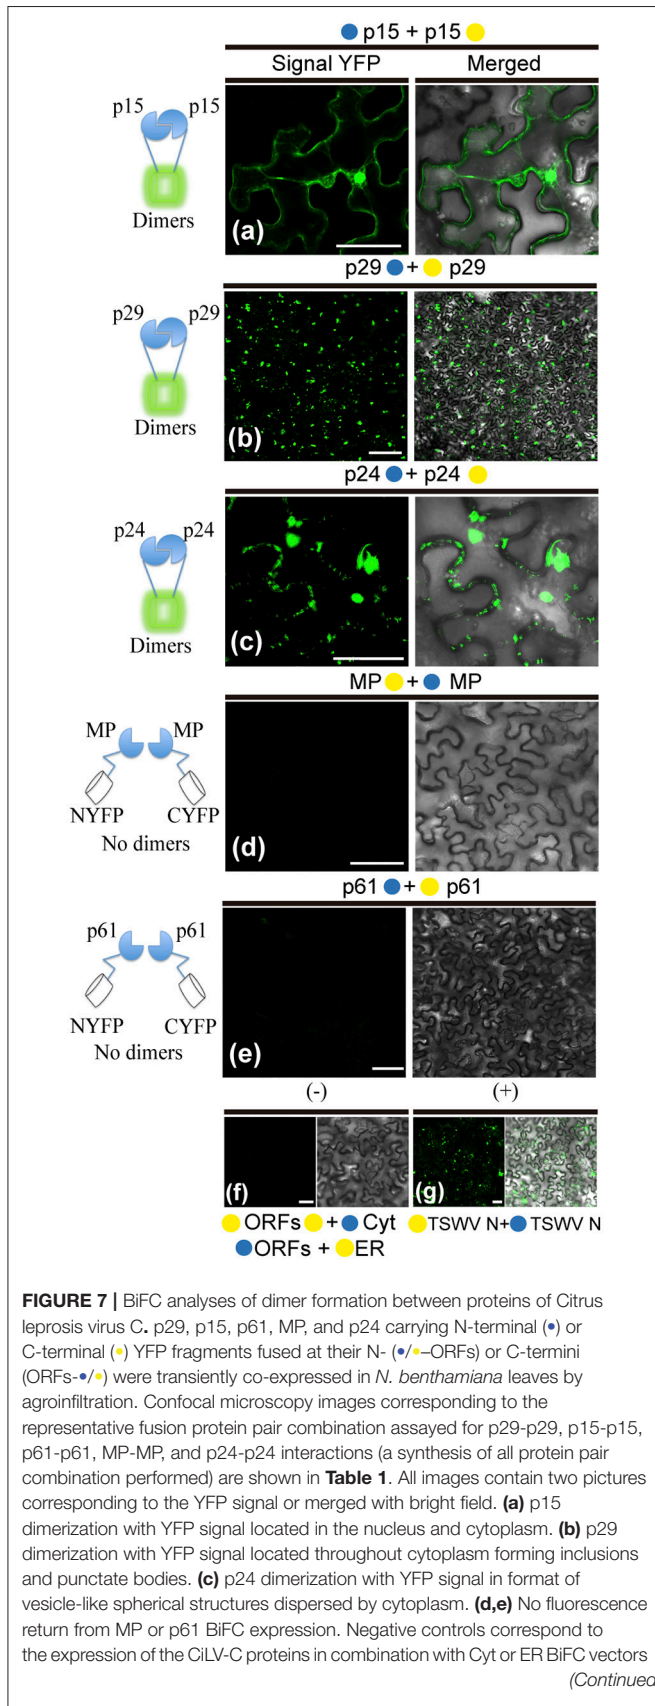 p15 + p15
Signal YFP Merged
p15 p15
Dimers
(a)
p29 + p29
p29 p29
Dimers
(b)
p24 + p24
p24 p24
Dimers
(c)
MP + MP
MP MP
NYFP CYFP
No dimers
(d)
p61 + p61
p61 p61
NYFP CYFP
No dimers
(e)
(-) (+)
(f) (g)
ORFs + Cyt TSWV N+ TSWV N
ORFs + ER
FIGURE 7 | BiFC analyses of dimer formation between proteins of Citrus
leprosis virus C. p29, p15, p61, MP, and p24 carrying N-terminal (•) or
C-terminal (•) YFP fragments fused at their N- (•/•–ORFs) or C-termini
(ORFs-•/•) were transiently co-expressed in N. benthamiana leaves by
agroinfiltration. Confocal microscopy images corresponding to the
representative fusion protein pair combination assayed for p29-p29, p15-p15,
p61-p61, MP-MP, and p24-p24 interactions (a synthesis of all protein pair
combination performed) are shown in Table 1. All images contain two pictures
corresponding to the YFP signal or merged with bright field. (a) p15
dimerization with YFP signal located in the nucleus and cytoplasm. (b) p29
dimerization with YFP signal located throughout cytoplasm forming inclusions
and punctate bodies. (c) p24 dimerization with YFP signal in format of
vesicle-like spherical structures dispersed by cytoplasm. (d,e) No fluorescence
return from MP or p61 BiFC expression. Negative controls correspond to
the expression of the CiLV-C proteins in combination with Cyt or ER BiFC vectors
(Continued